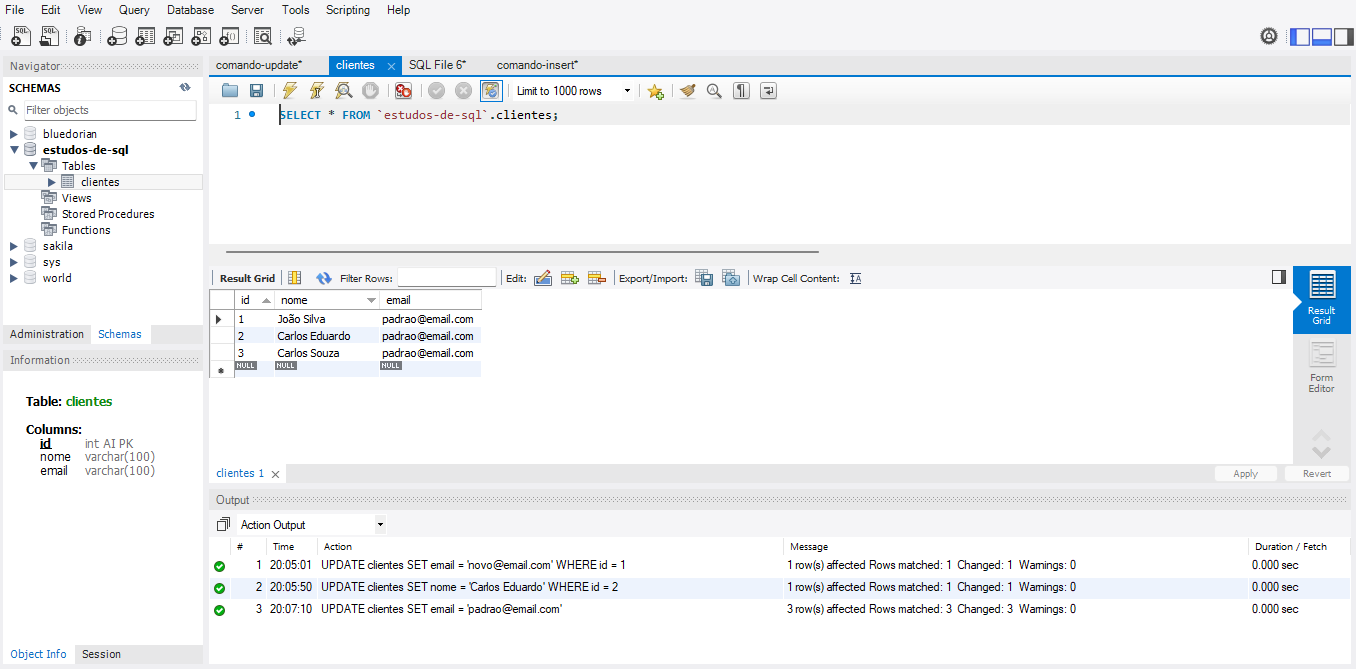 File Edit View Query Database Server Tools Scripting Help
Navigator
SCHEMAS
Filter objects
bluedorian
estudos-de-sql
Tables
clientes
Views
Stored Procedures
Functions
sakila
sys
world
Administration Schemas
Information
Table: clientes
Columns:
id int AI PK
nome varchar(100)
email varchar(100)
Object Info Session
comando-update* clientes SQL File 6* comando-insert*
Limit to 1000 rows
1 SELECT * FROM `estudos-de-sql`.clientes;
Result Grid Filter Rows: Edit: Export/Import: Wrap Cell Content:
id nome email
1 João Silva padrao@email.com
2 Carlos Eduardo padrao@email.com
3 Carlos Souza padrao@email.com
NULL NULL NULL
Result Grid
Form Editor
clientes 1 Apply Revert
Output
Action Output
# Time Action Message Duration / Fetch
1 20:05:01 UPDATE clientes SET email = 'novo@email.com' WHERE id = 1 1 row(s) affected Rows matched: 1 Changed: 1 Warnings: 0 0.000 sec
2 20:05:50 UPDATE clientes SET nome = 'Carlos Eduardo' WHERE id = 2 1 row(s) affected Rows matched: 1 Changed: 1 Warnings: 0 0.000 sec
3 20:07:10 UPDATE clientes SET email = 'padrao@email.com' 3 row(s) affected Rows matched: 3 Changed: 3 Warnings: 0 0.000 sec